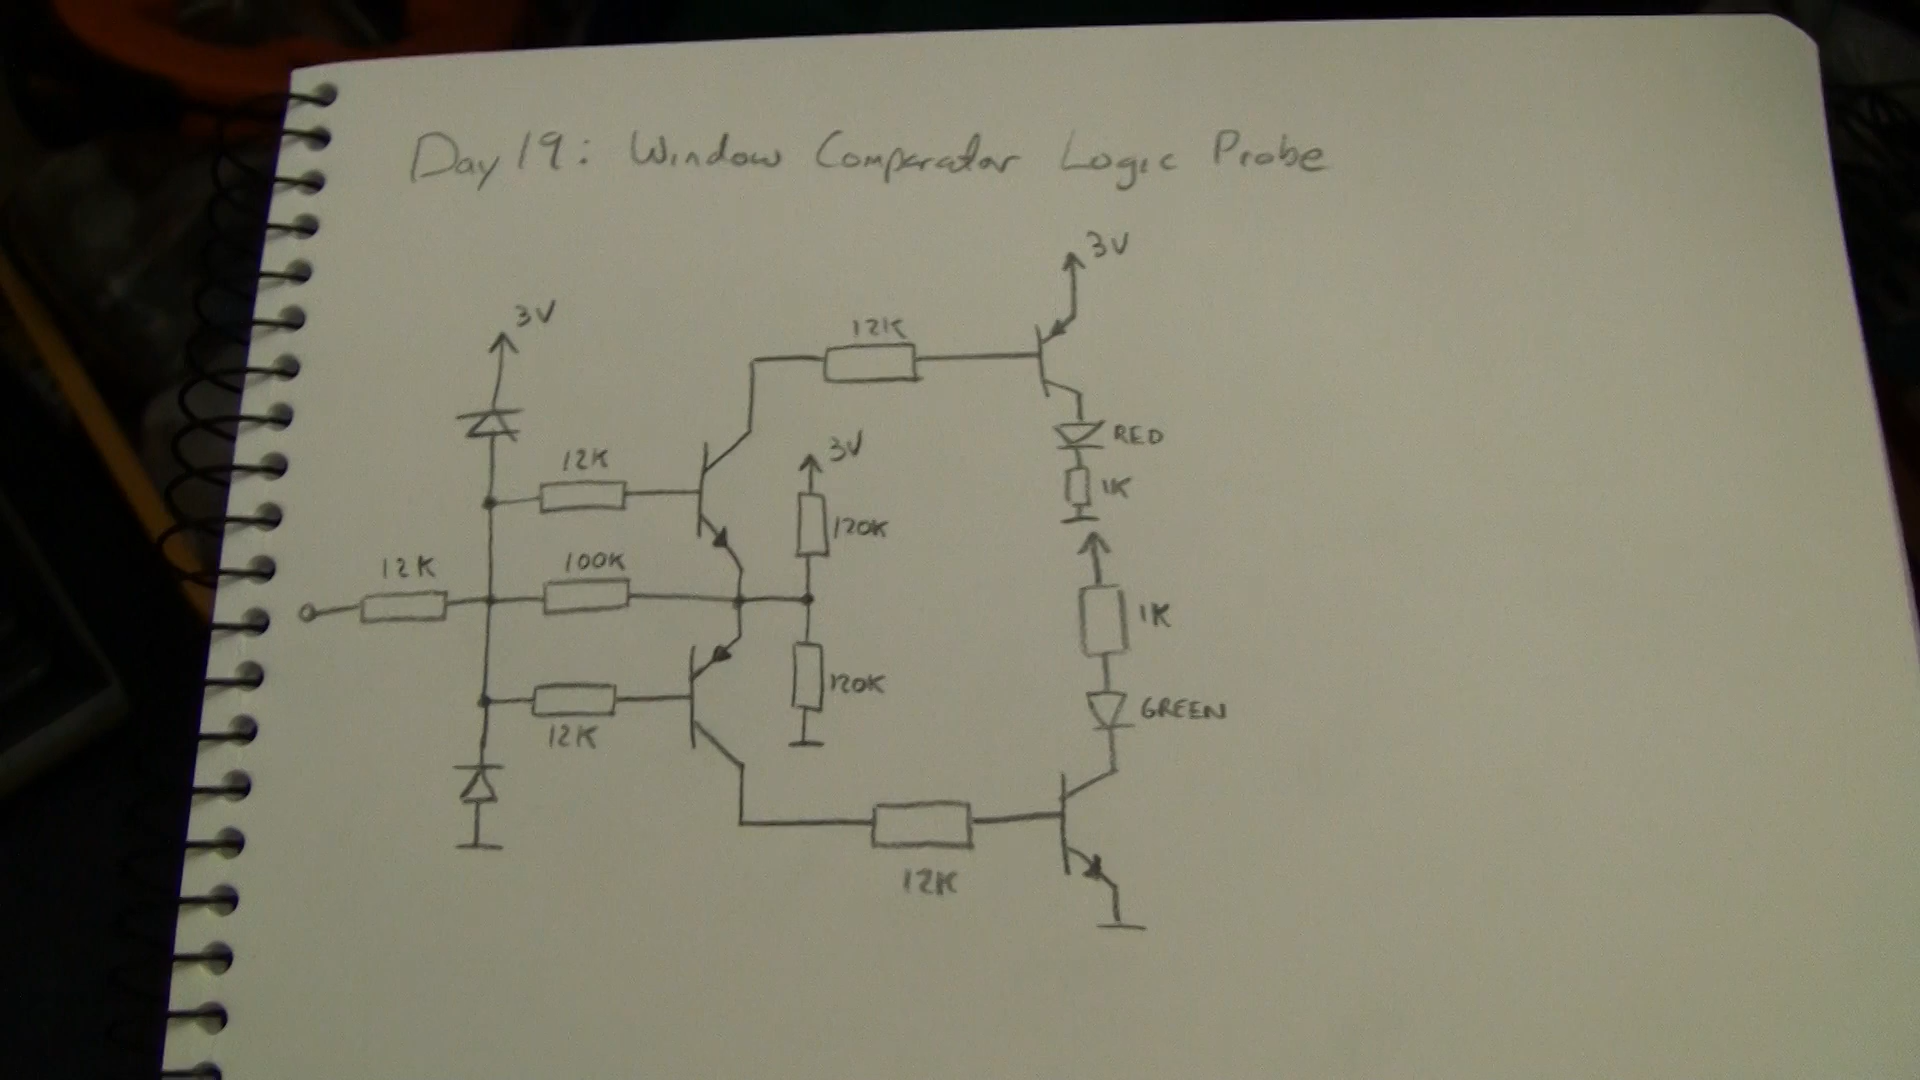 Day 19: Window Comparator Logic Probe
3V
3V
12K
3V
RED
12K
1K
120K
12K
100K
1K
120K
GREEN
12K
12K